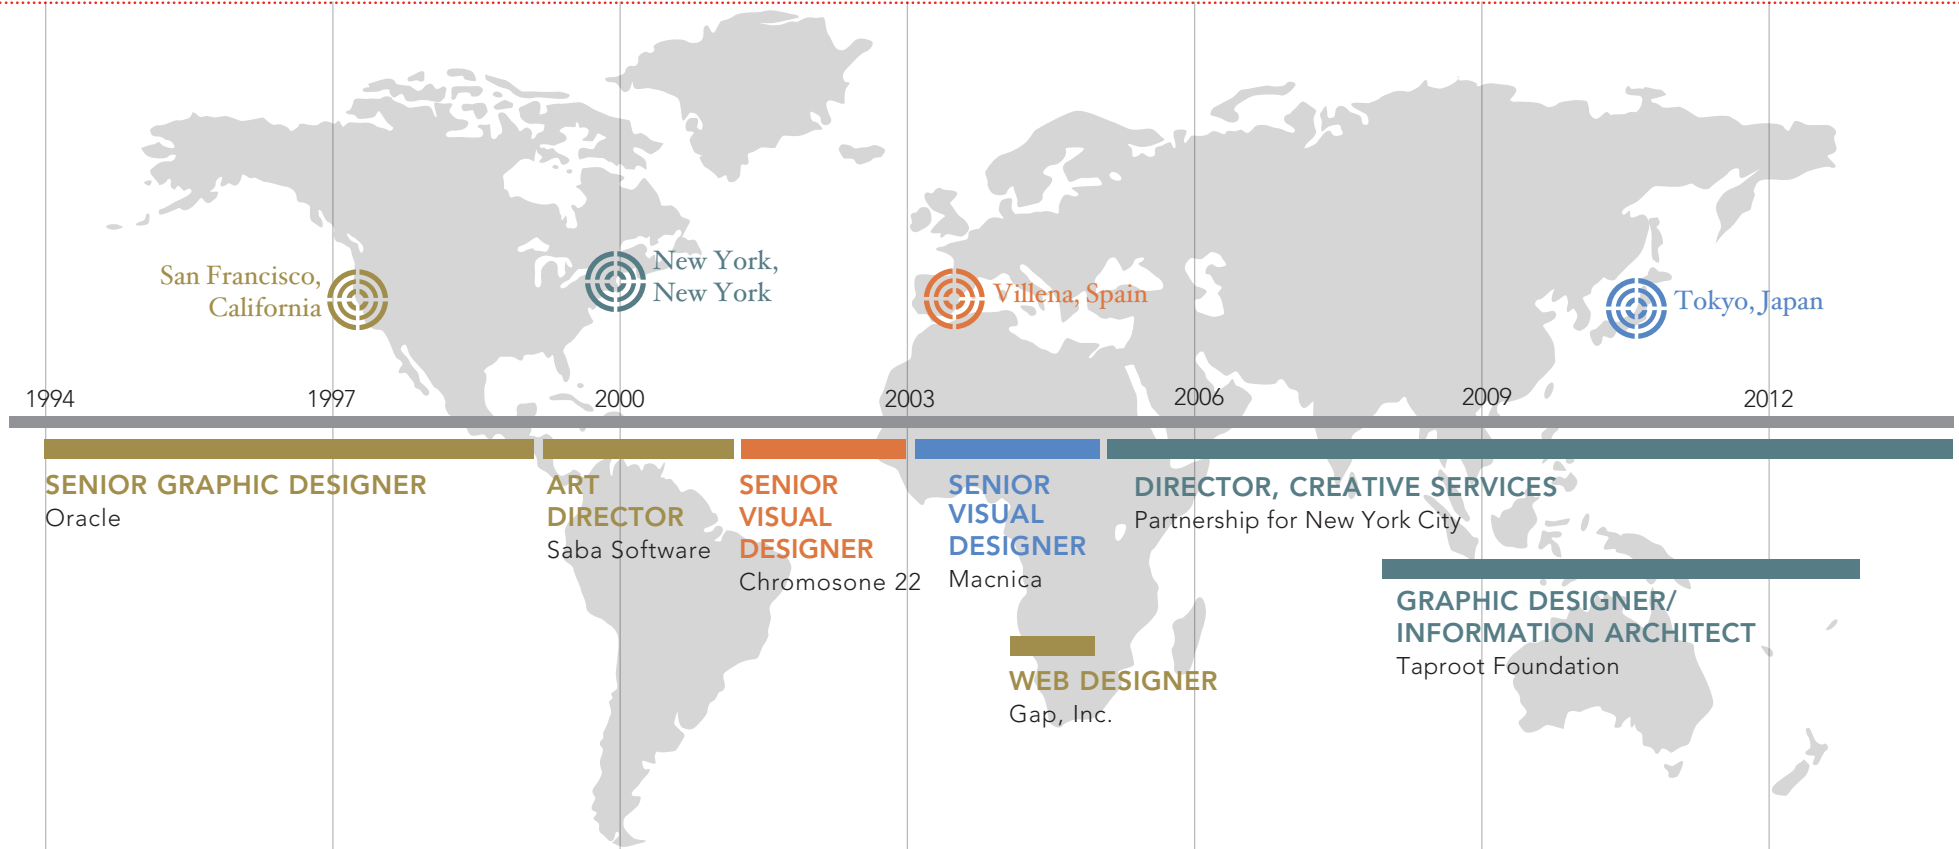 San Francisco,
California
New York,
New York
Villena, Spain
Tokyo, Japan
1994
1997
2000
2003
2006
2009
2012
SENIOR GRAPHIC DESIGNER
Oracle
ART
DIRECTOR
Saba Software
SENIOR
VISUAL
DESIGNER
Chromosone 22
SENIOR
VISUAL
DESIGNER
Macnica
DIRECTOR, CREATIVE SERVICES
Partnership for New York City
GRAPHIC DESIGNER/
INFORMATION ARCHITECT
Taproot Foundation
WEB DESIGNER
Gap, Inc.